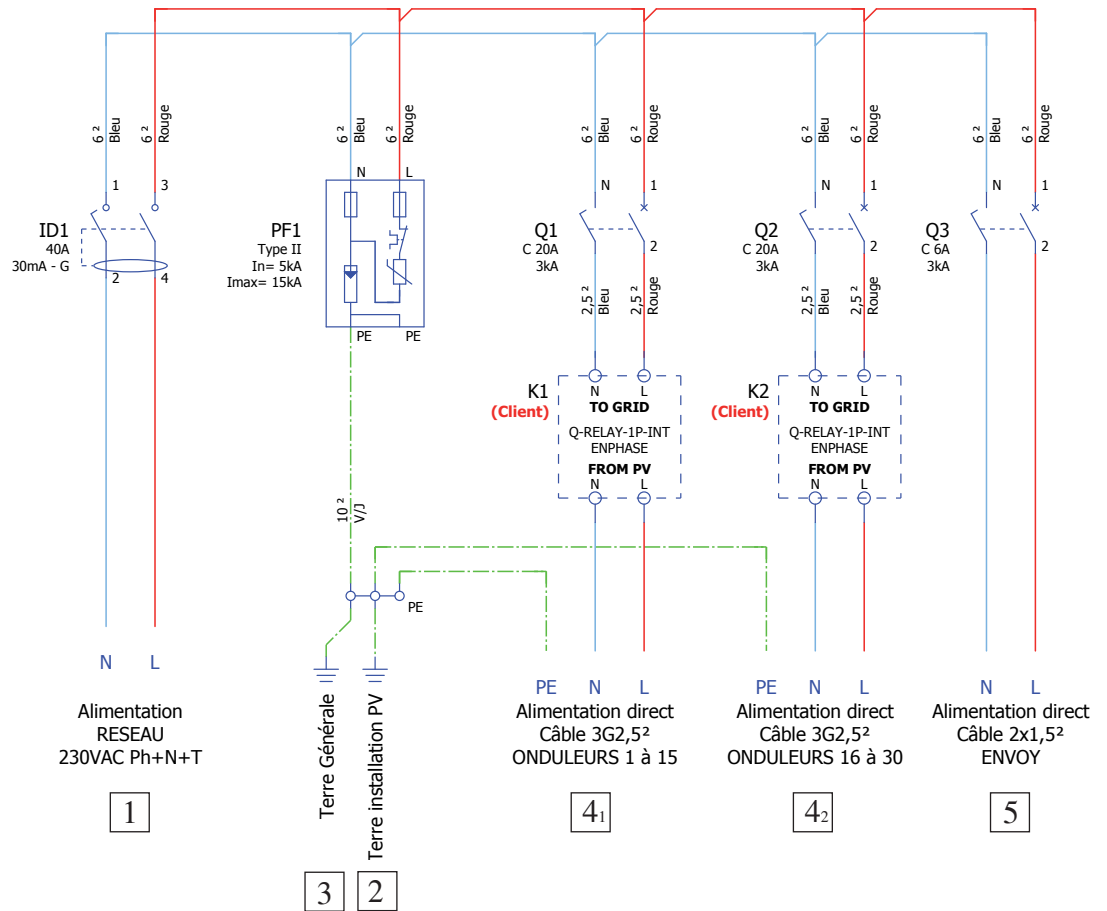 6 ²
Bleu
6 ²
Rouge
6 ²
Bleu
6 ²
Rouge
6 ²
Bleu
6 ²
Rouge
6 ²
Bleu
6 ²
Rouge
6 ²
Bleu
6 ²
Rouge
1
3
ID1
40A
30mA - G
2
4
N
L
PF1
Type II
In= 5kA
Imax= 15kA
PE
PE
N
1
Q1
C 20A
3kA
2
N
1
Q2
C 20A
3kA
2
N
1
Q3
C 6A
3kA
2
2,5 ²
Bleu
2,5 ²
Rouge
2,5 ²
Bleu
2,5 ²
Rouge
K1
(Client)
N L
TO GRID
Q-RELAY-1P-INT
ENPHASE
FROM PV
N L
K2
(Client)
N L
TO GRID
Q-RELAY-1P-INT
ENPHASE
FROM PV
N L
10 ²
V/J
PE
N L
Alimentation
RESEAU
230VAC Ph+N+T
1
Terre Générale
3
Terre installation PV
2
PE N L
Alimentation direct
Câble 3G2,5²
ONDULEURS 1 à 15
4₁
PE N L
Alimentation direct
Câble 3G2,5²
ONDULEURS 16 à 30
4₂
N L
Alimentation direct
Câble 2x1,5²
ENVOY
5